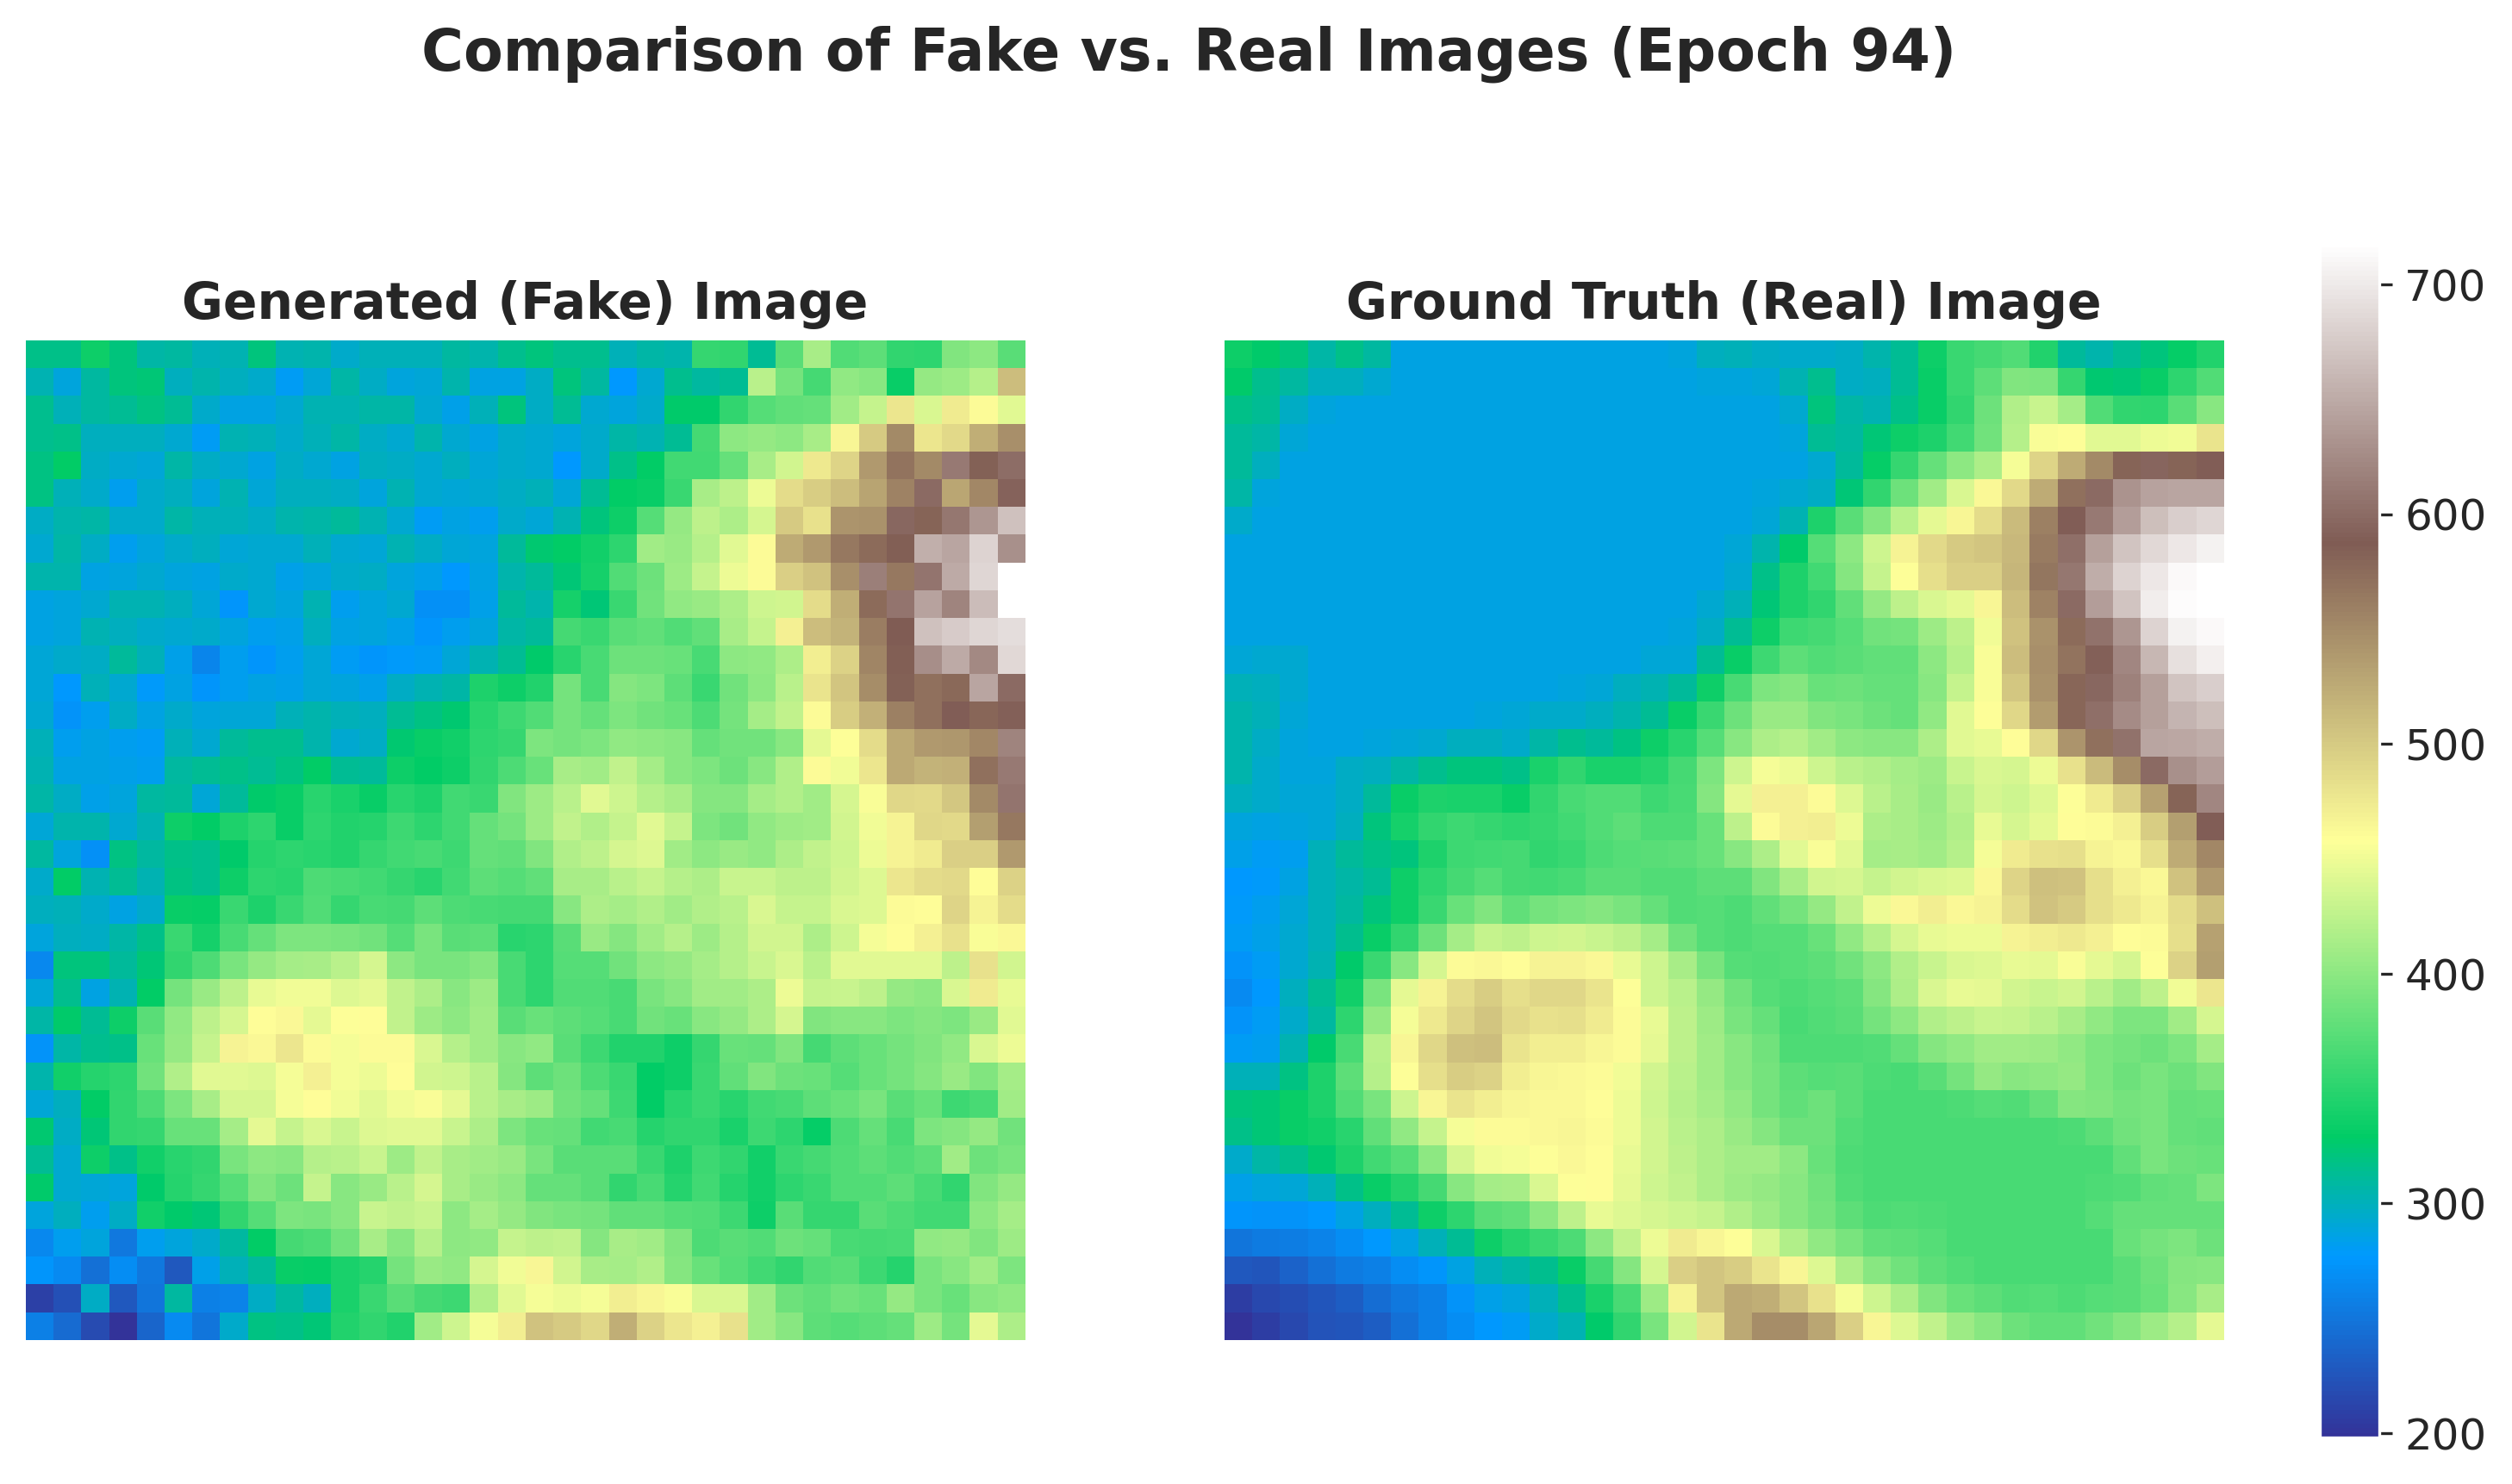 Comparison of Fake vs. Real Images (Epoch 94)
Generated (Fake) Image
Ground Truth (Real) Image
700
600
500
400
300
200